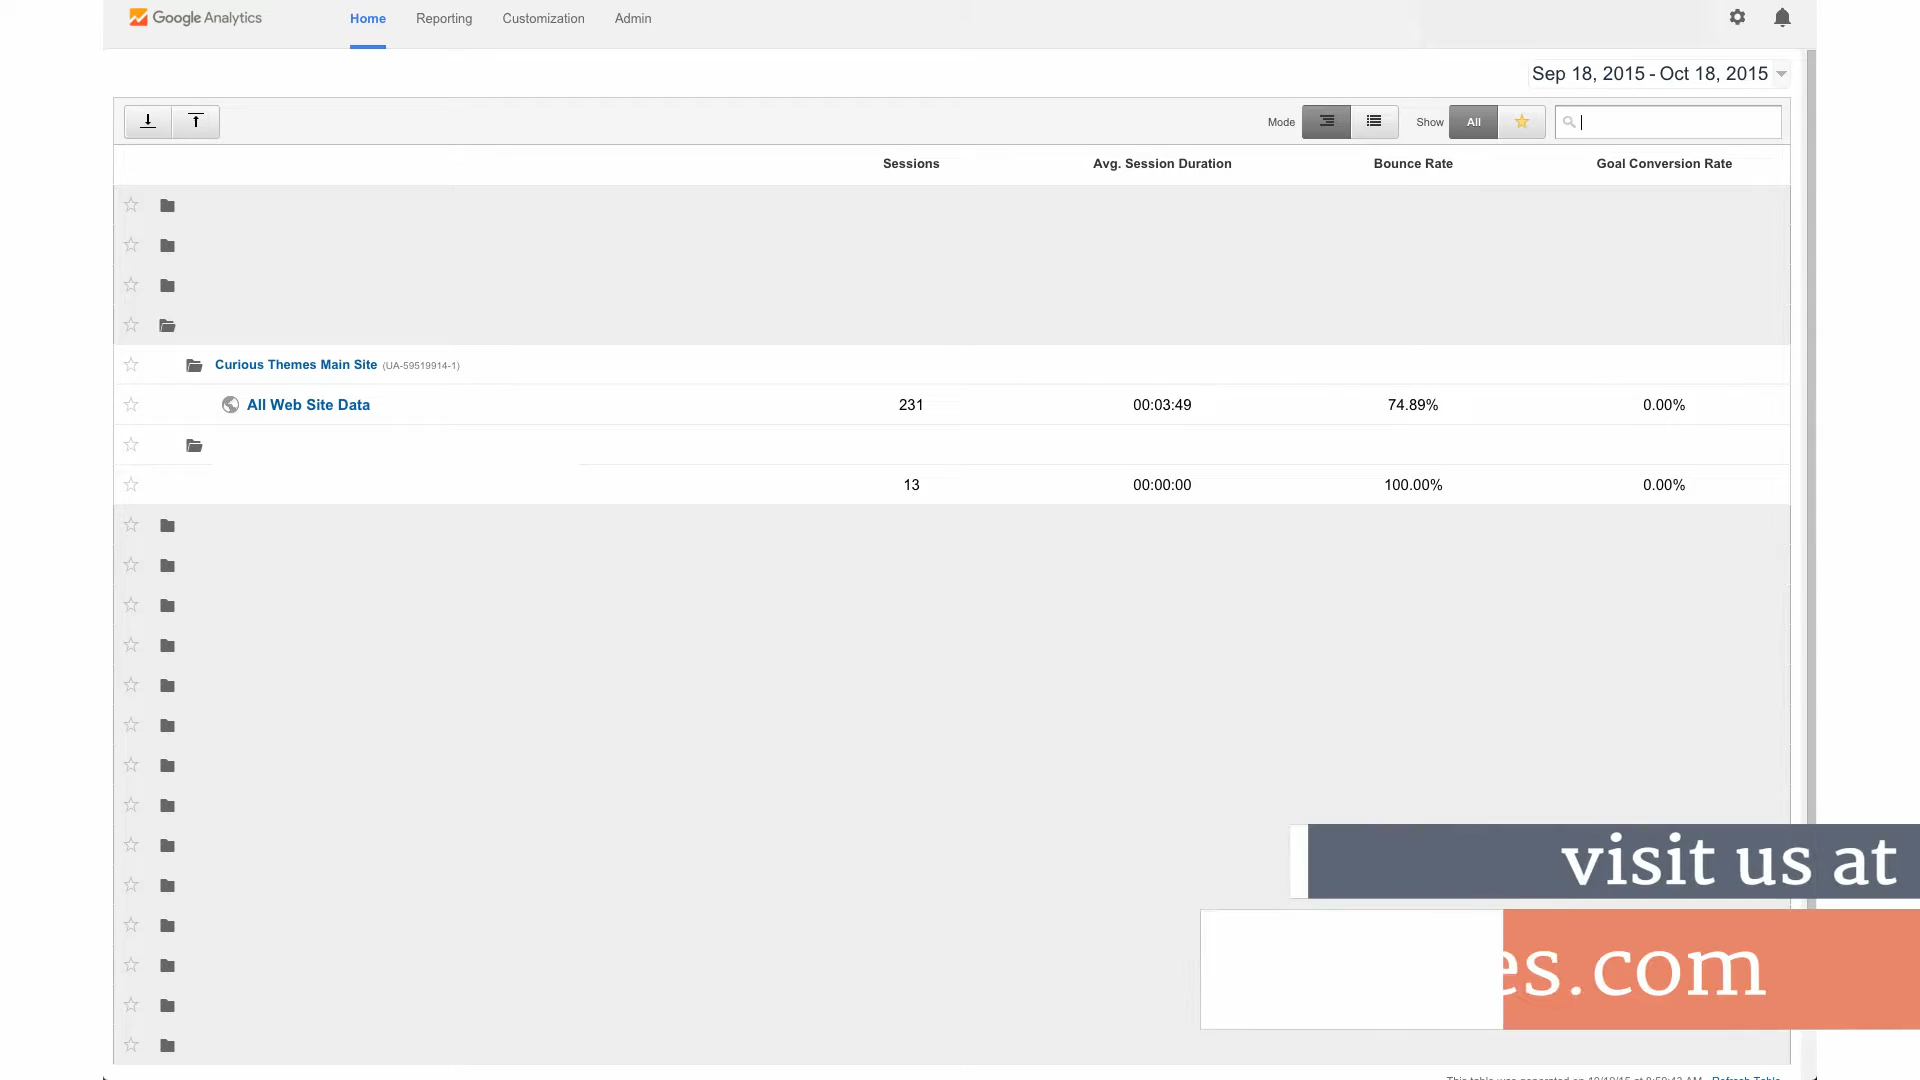 Google Analytics
Home Reporting Customization Admin
Sep 18, 2015 - Oct 18, 2015
Mode Show All
Sessions Avg. Session Duration Bounce Rate Goal Conversion Rate
Curious Themes Main Site (UA-59519914-1)
All Web Site Data 231 00:03:49 74.89% 0.00%
13 00:00:00 100.00% 0.00%
visit us at
es.com